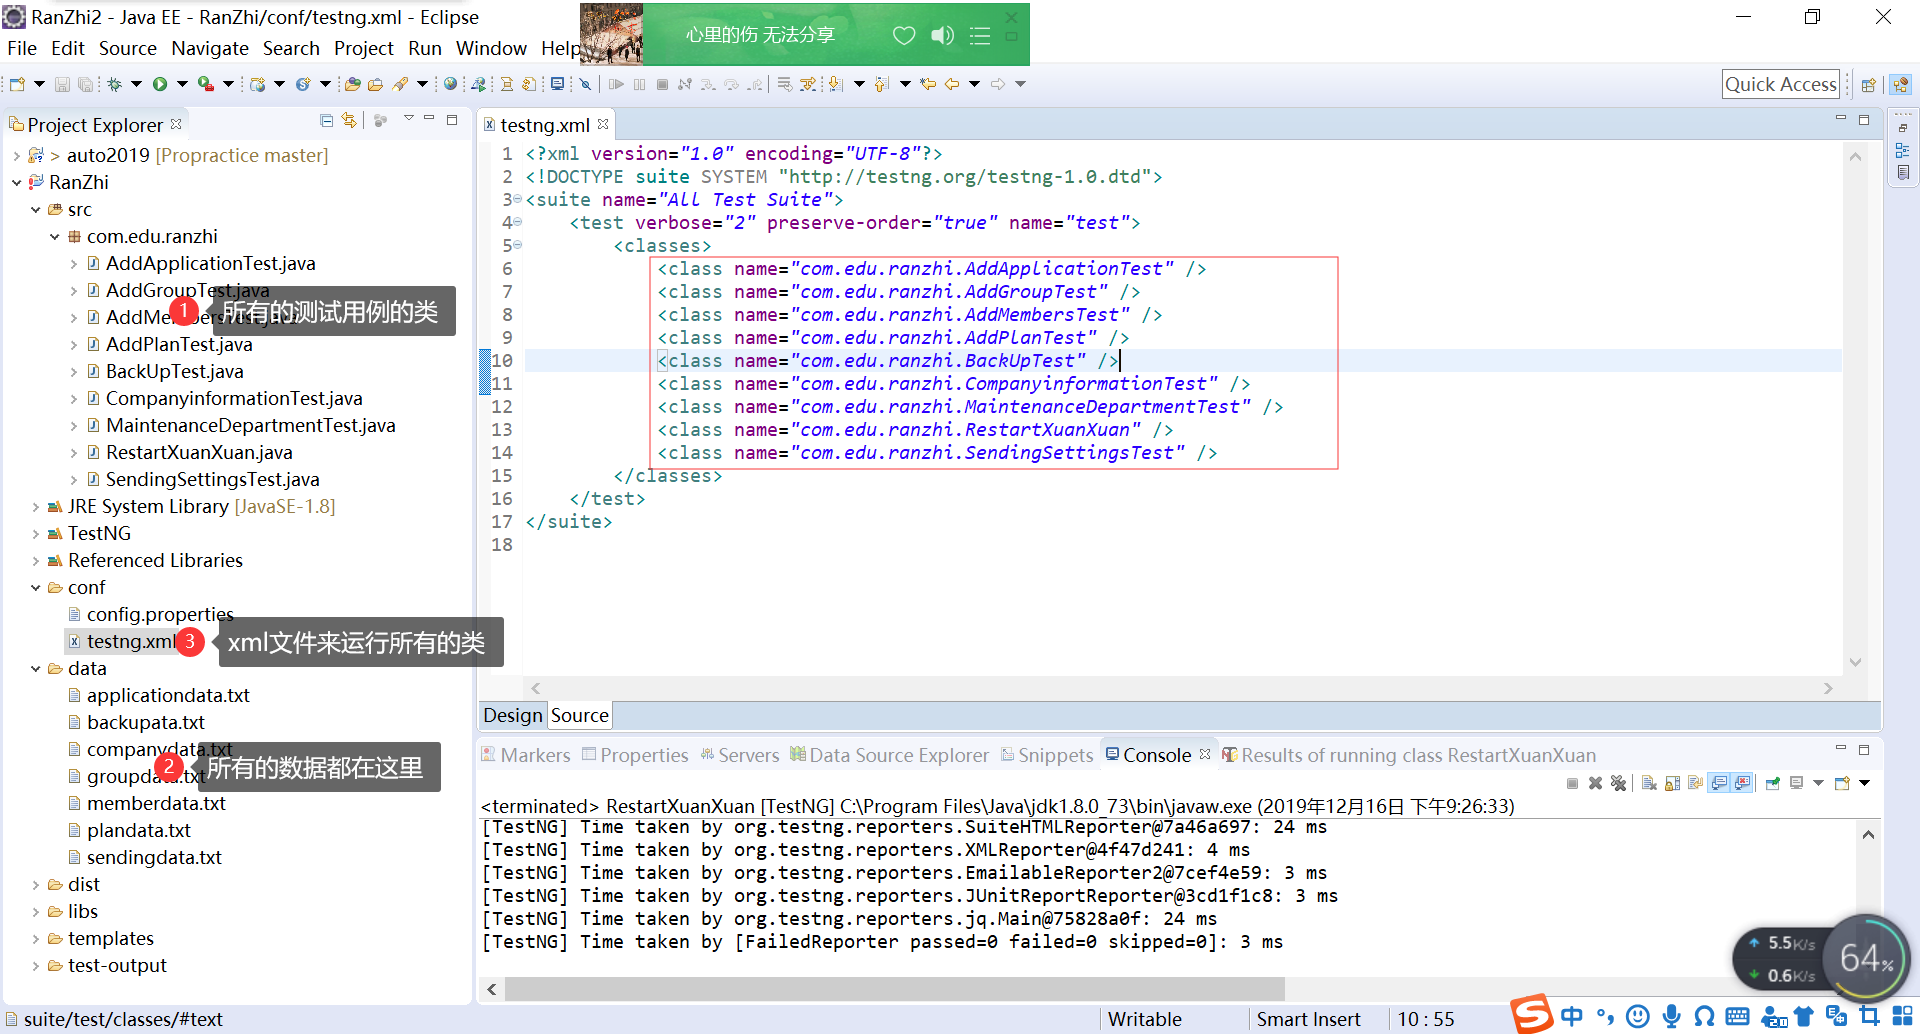 RanZhi2 - Java EE - RanZhi/conf/testng.xml - Eclipse
心里的伤 无法分享
File Edit Source Navigate Search Project Run Window Help
Quick Access
Project Explorer
> auto2019 [Propractice master]
RanZhi
src
com.edu.ranzhi
AddApplicationTest.java
AddGroupTest.java
1 所有的测试用例的类
AddPlanTest.java
BackUpTest.java
CompanyinformationTest.java
MaintenanceDepartmentTest.java
RestartXuanXuan.java
SendingSettingsTest.java
JRE System Library [JavaSE-1.8]
TestNG
Referenced Libraries
conf
config.properties
testng.xml
3 xml文件来运行所有的类
data
applicationdata.txt
backupata.txt
companydata.txt
groupdata.txt
2 所有的数据都在这里
memberdata.txt
plandata.txt
sendingdata.txt
dist
libs
templates
test-output
testng.xml
1 <?xml version="1.0" encoding="UTF-8"?>
2 <!DOCTYPE suite SYSTEM "http://testng.org/testng-1.0.dtd">
3 <suite name="All Test Suite">
4 <test verbose="2" preserve-order="true" name="test">
5 <classes>
6 <class name="com.edu.ranzhi.AddApplicationTest" />
7 <class name="com.edu.ranzhi.AddGroupTest" />
8 <class name="com.edu.ranzhi.AddMembersTest" />
9 <class name="com.edu.ranzhi.AddPlanTest" />
10 <class name="com.edu.ranzhi.BackUpTest" />
11 <class name="com.edu.ranzhi.CompanyinformationTest" />
12 <class name="com.edu.ranzhi.MaintenanceDepartmentTest" />
13 <class name="com.edu.ranzhi.RestartXuanXuan" />
14 <class name="com.edu.ranzhi.SendingSettingsTest" />
15 </classes>
16 </test>
17 </suite>
18
Design Source
Markers Properties Servers Data Source Explorer Snippets Console Results of running class RestartXuanXuan
<terminated> RestartXuanXuan [TestNG] C:\Program Files\Java\jdk1.8.0_73\bin\javaw.exe (2019年12月16日 下午9:26:33)
[TestNG] Time taken by org.testng.reporters.SuiteHTMLReporter@7a46a697: 24 ms
[TestNG] Time taken by org.testng.reporters.XMLReporter@4f47d241: 4 ms
[TestNG] Time taken by org.testng.reporters.EmailableReporter2@7cef4e59: 3 ms
[TestNG] Time taken by org.testng.reporters.JUnitReportReporter@3cd1f1c8: 3 ms
[TestNG] Time taken by org.testng.reporters.jq.Main@75828a0f: 24 ms
[TestNG] Time taken by [FailedReporter passed=0 failed=0 skipped=0]: 3 ms
5.5K/s
0.6K/s
64%
suite/test/classes/#text
Writable
Smart Insert
10 : 55
中